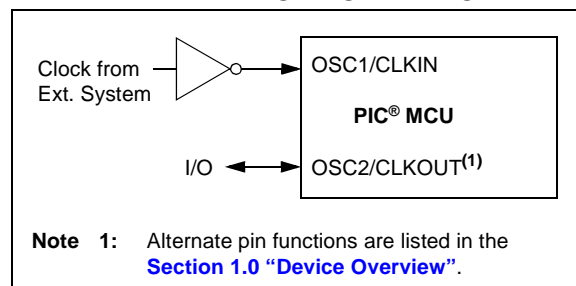 Clock from
Ext. System
OSC1/CLKIN
PIC® MCU
I/O
OSC2/CLKOUT(1)
Note 1: Alternate pin functions are listed in the
Section 1.0 “Device Overview”.